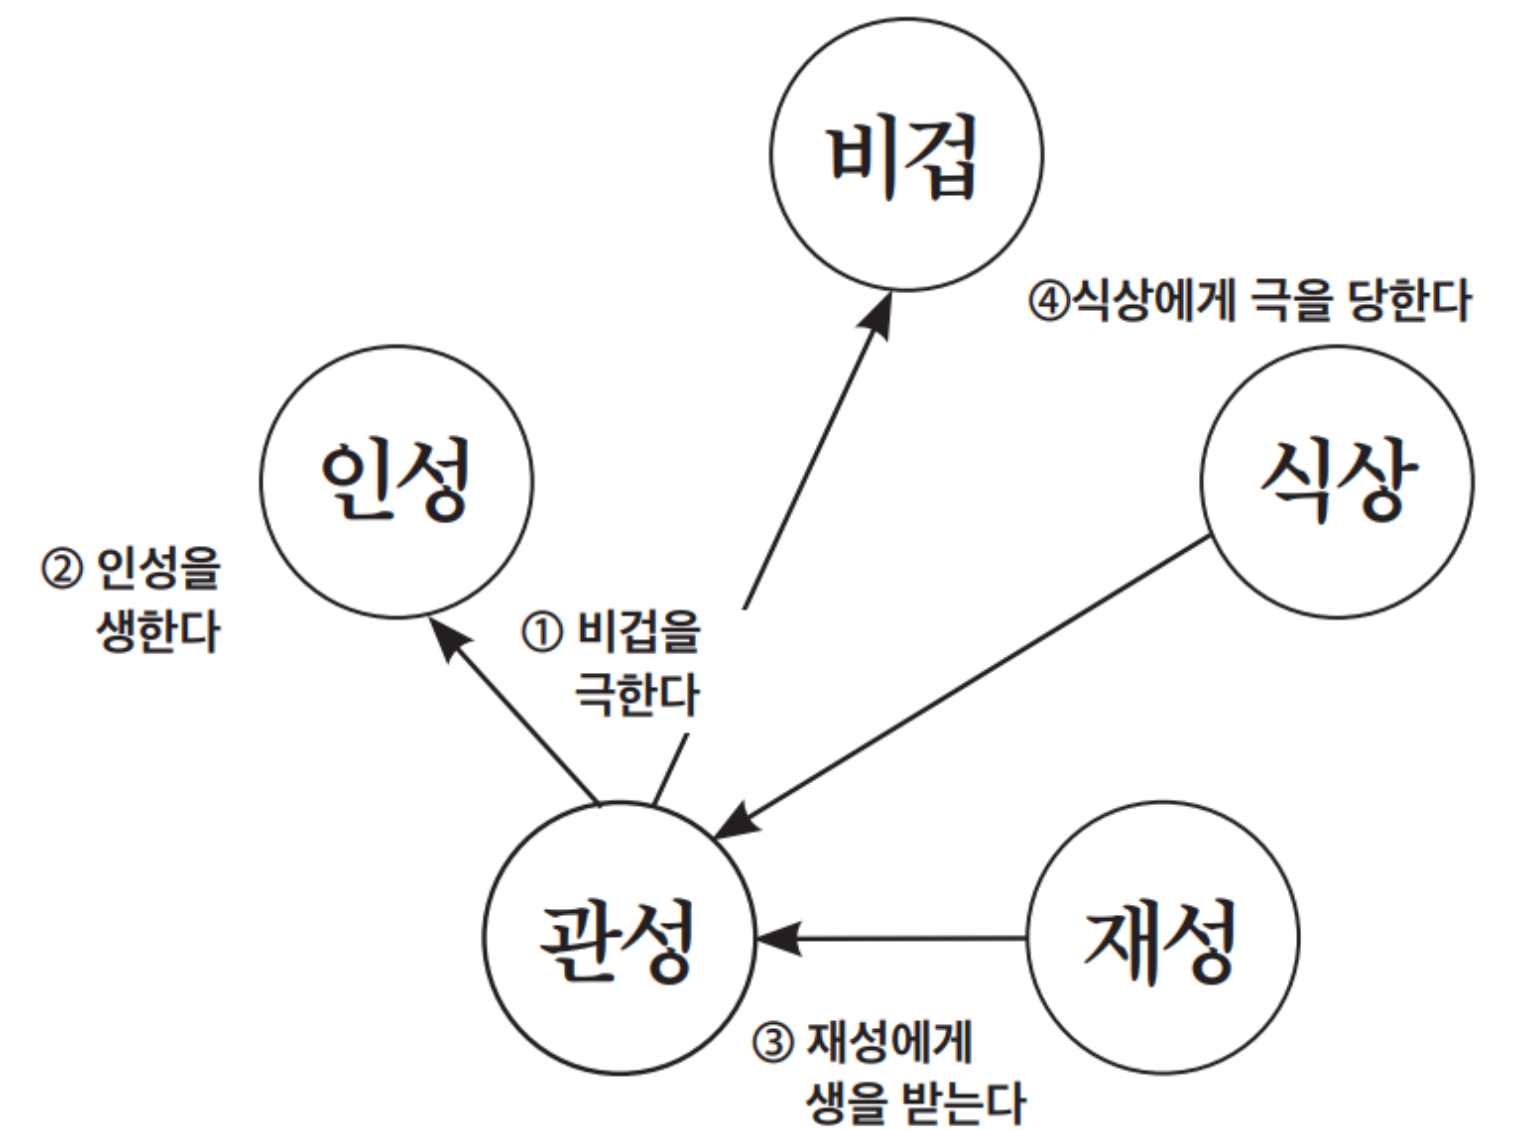 비겁
④식상에게 극을 당한다
인성
식상
② 인성을
생한다
① 비겁을
극한다
관성
재성
③ 재성에게
생을 받는다